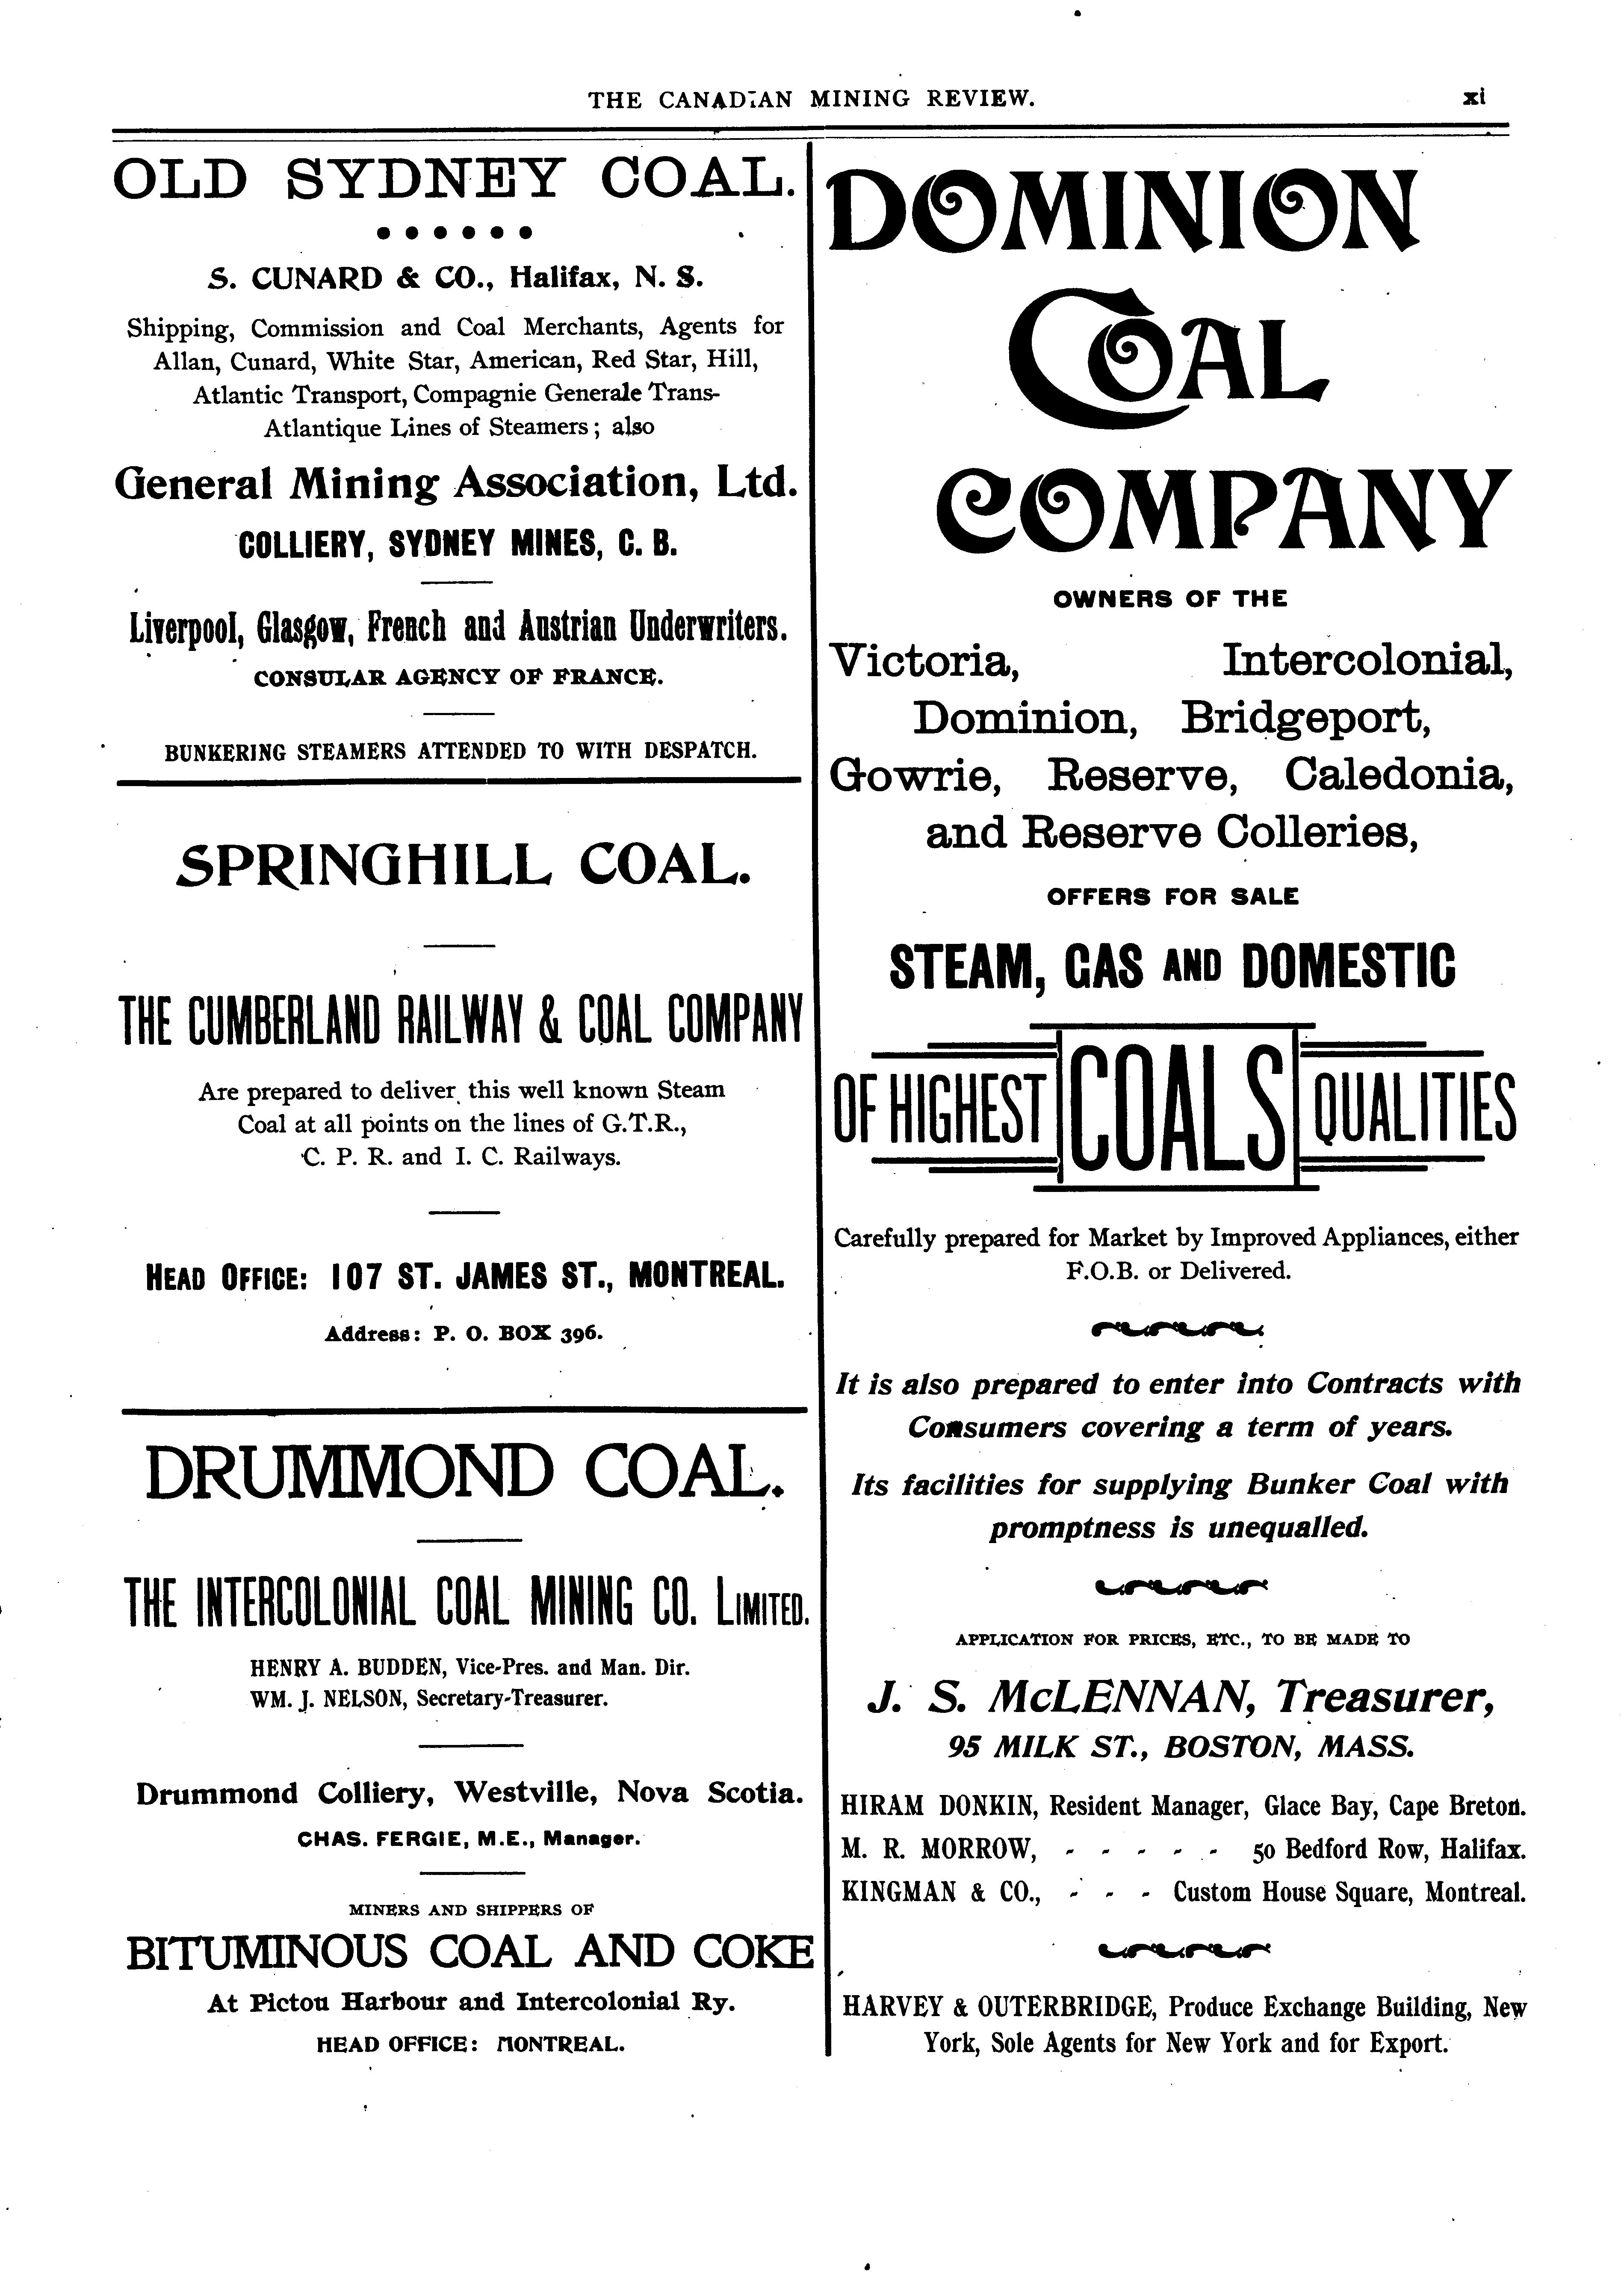 THE CANADIAN MINING REVIEW. xi
OLD SYDNEY COAL.
S. CUNARD & CO., Halifax, N. S.
Shipping, Commission and Coal Merchants, Agents for
Allan, Cunard, White Star, American, Red Star, Hill,
Atlantic Transport, Compagnie Generale Trans-
Atlantique Lines of Steamers; also
General Mining Association, Ltd.
COLLIERY, SYDNEY MINES, C. B.
Liverpool, Glasgow, French and Austrian Underwriters.
CONSULAR AGENCY OF FRANCE.
BUNKERING STEAMERS ATTENDED TO WITH DESPATCH.
SPRINGHILL COAL.
THE CUMBERLAND RAILWAY & COAL COMPANY
Are prepared to deliver this well known Steam
Coal at all points on the lines of G.T.R.,
C. P. R. and I. C. Railways.
HEAD OFFICE: 107 ST. JAMES ST., MONTREAL.
Address: P. O. BOX 396.
DRUMMOND COAL.
THE INTERCOLONIAL COAL MINING CO. LIMITED.
HENRY A. BUDDEN, Vice-Pres. and Man. Dir.
WM. J. NELSON, Secretary-Treasurer.
Drummond Colliery, Westville, Nova Scotia.
CHAS. FERGIE, M.E., Manager.
MINERS AND SHIPPERS OF
BITUMINOUS COAL AND COKE
At Pictou Harbour and Intercolonial Ry.
HEAD OFFICE: MONTREAL.
DOMINION
COAL
COMPANY
OWNERS OF THE
Victoria, Intercolonial,
Dominion, Bridgeport,
Gowrie, Reserve, Caledonia,
and Reserve Colleries,
OFFERS FOR SALE
STEAM, GAS AND DOMESTIC
OF HIGHEST COALS QUALITIES
Carefully prepared for Market by Improved Appliances, either
F.O.B. or Delivered.
It is also prepared to enter into Contracts with
Consumers covering a term of years.
Its facilities for supplying Bunker Coal with
promptness is unequalled.
APPLICATION FOR PRICES, ETC., TO BE MADE TO
J. S. McLENNAN, Treasurer,
95 MILK ST., BOSTON, MASS.
HIRAM DONKIN, Resident Manager, Glace Bay, Cape Breton.
M. R. MORROW, - - - - - 50 Bedford Row, Halifax.
KINGMAN & CO., - - - Custom House Square, Montreal.
HARVEY & OUTERBRIDGE, Produce Exchange Building, New
York, Sole Agents for New York and for Export.